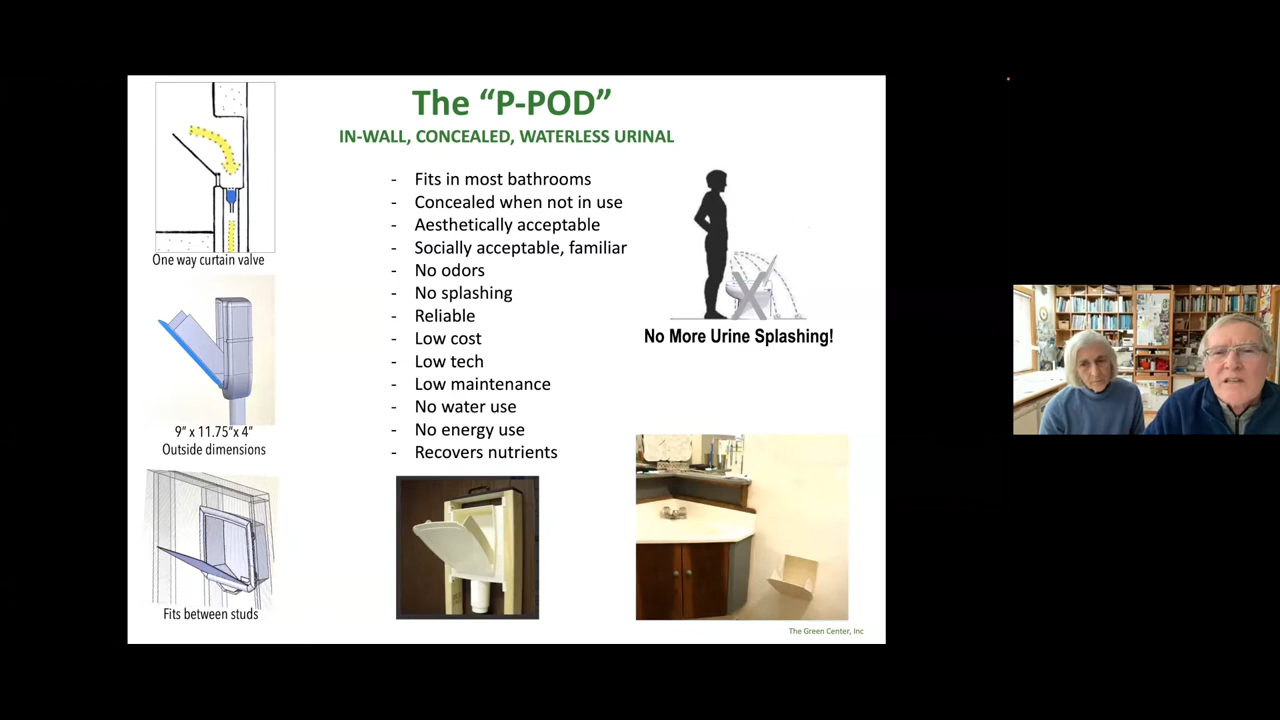 The “P-POD”
IN-WALL, CONCEALED, WATERLESS URINAL
One way curtain valve
9” x 11.75”x 4”
Outside dimensions
Fits between studs
- Fits in most bathrooms
- Concealed when not in use
- Aesthetically acceptable
- Socially acceptable, familiar
- No odors
- No splashing
- Reliable
- Low cost
- Low tech
- Low maintenance
- No water use
- No energy use
- Recovers nutrients
No More Urine Splashing!
The Green Center, Inc